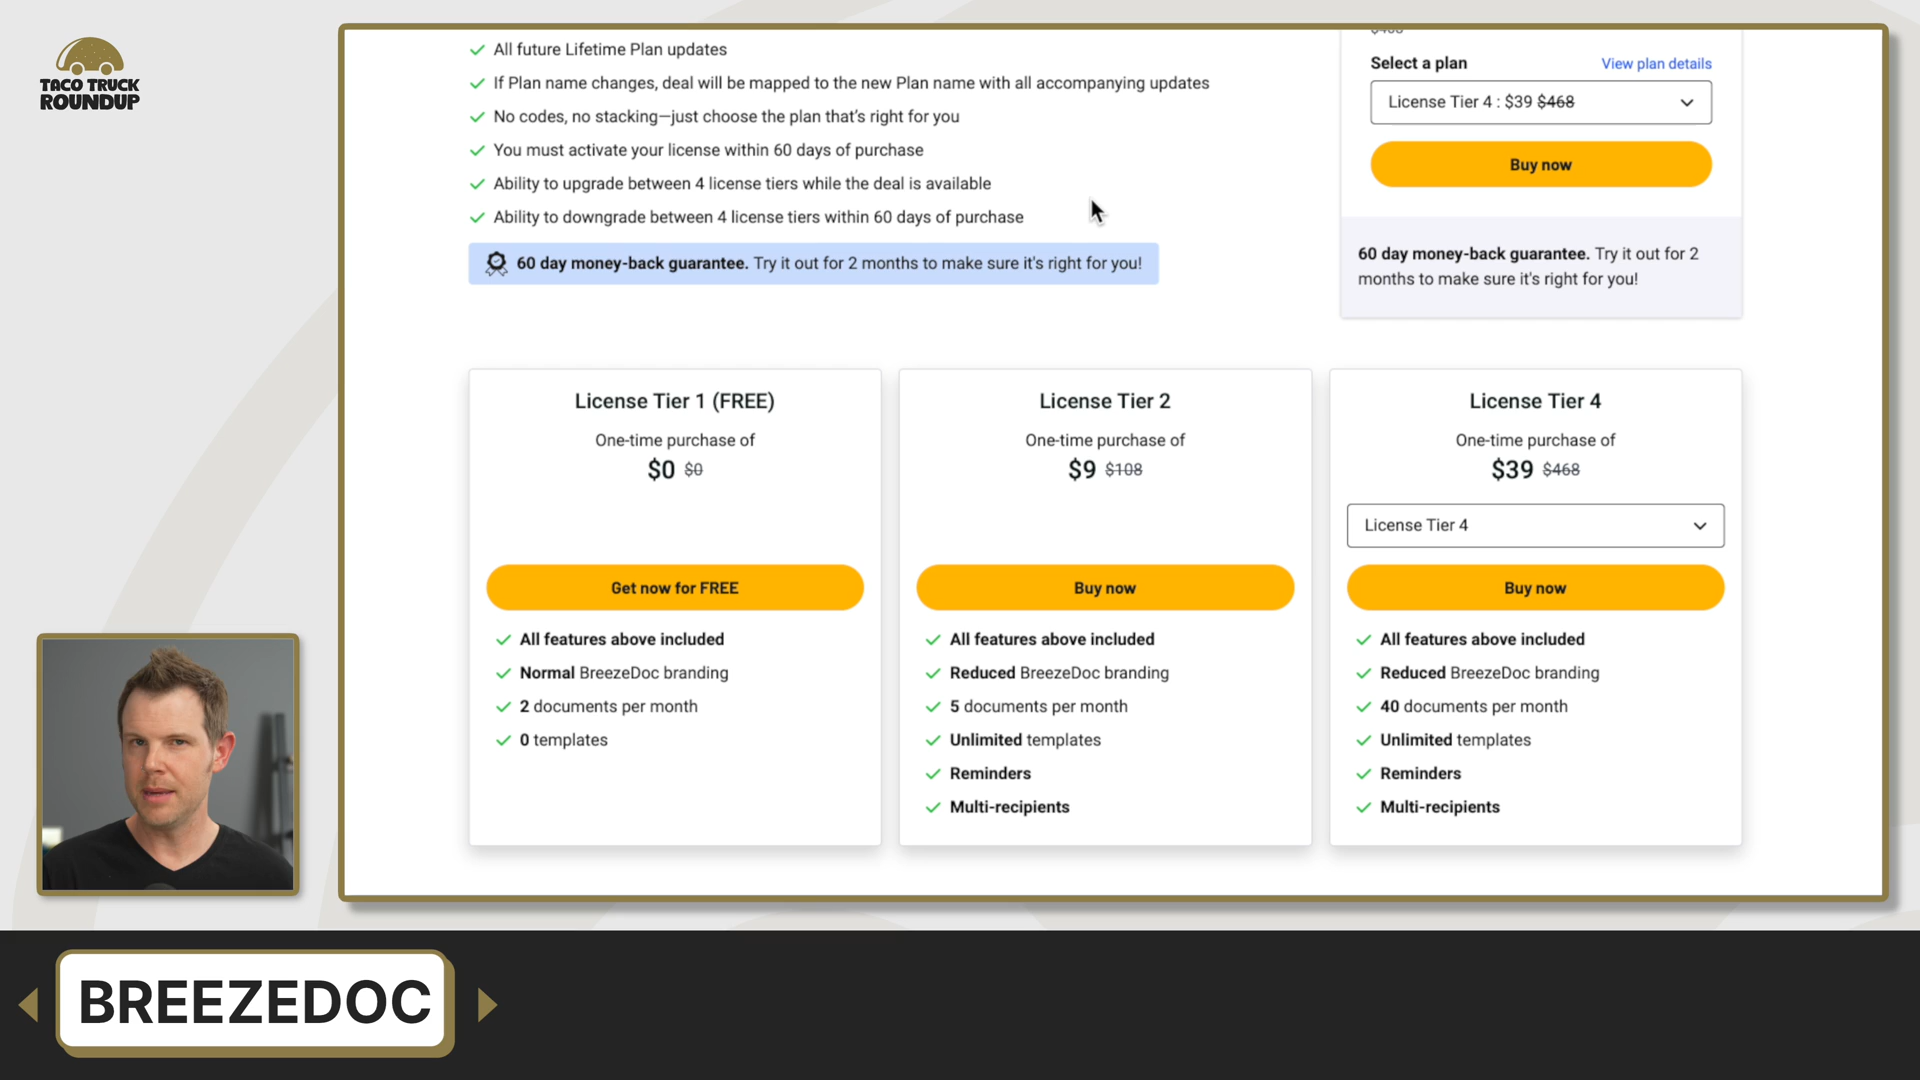 TACO TRUCK
ROUNDUP
All future Lifetime Plan updates
If Plan name changes, deal will be mapped to the new Plan name with all accompanying updates
No codes, no stacking—just choose the plan that's right for you
You must activate your license within 60 days of purchase
Ability to upgrade between 4 license tiers while the deal is available
Ability to downgrade between 4 license tiers within 60 days of purchase
60 day money-back guarantee. Try it out for 2 months to make sure it's right for you!
Select a plan
View plan details
License Tier 4 : $39 $468
Buy now
60 day money-back guarantee. Try it out for 2
months to make sure it's right for you!
License Tier 1 (FREE)
One-time purchase of
$0 $0
Get now for FREE
All features above included
Normal BreezeDoc branding
2 documents per month
0 templates
License Tier 2
One-time purchase of
$9 $108
Buy now
All features above included
Reduced BreezeDoc branding
5 documents per month
Unlimited templates
Reminders
Multi-recipients
License Tier 4
One-time purchase of
$39 $468
License Tier 4
Buy now
All features above included
Reduced BreezeDoc branding
40 documents per month
Unlimited templates
Reminders
Multi-recipients
BREEZEDOC